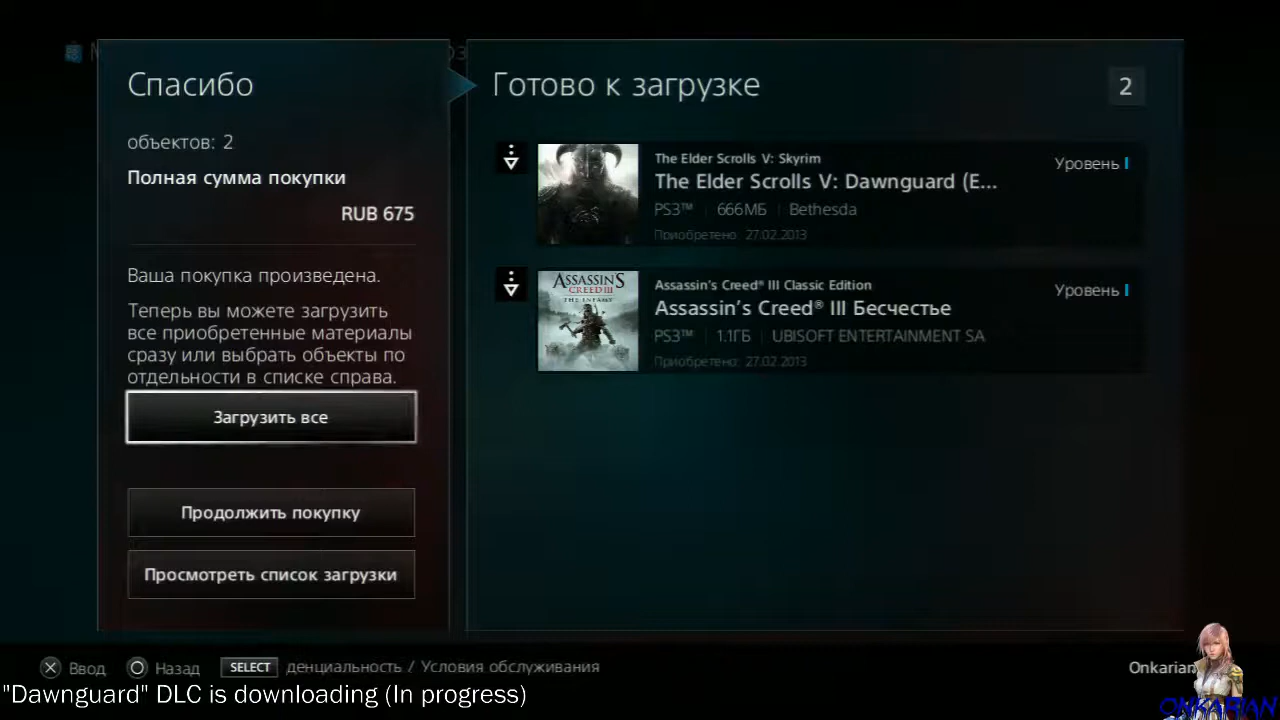 Спасибо
объектов: 2
Полная сумма покупки
RUB 675
Ваша покупка произведена.
Теперь вы можете загрузить
все приобретенные материалы
сразу или выбрать объекты по
отдельности в списке справа.
Загрузить все
Продолжить покупку
Просмотреть список загрузки
Готово к загрузке
2
The Elder Scrolls V: Skyrim
Уровень I
The Elder Scrolls V: Dawnguard (E...
PS3™ | 666МБ | Bethesda
Приобретено: 27.02.2013
ASSASSIN'S
CREED III
Assassin's Creed® III Classic Edition
Уровень I
Assassin's Creed® III Бесчестье
PS3™ | 1.1ГБ | UBISOFT ENTERTAINMENT SA
Приобретено: 27.02.2013
Ввод
Назад
SELECT
денциальность / Условия обслуживания
Onkarian
"Dawnguard" DLC is downloading (In progress)
ONKARIAN